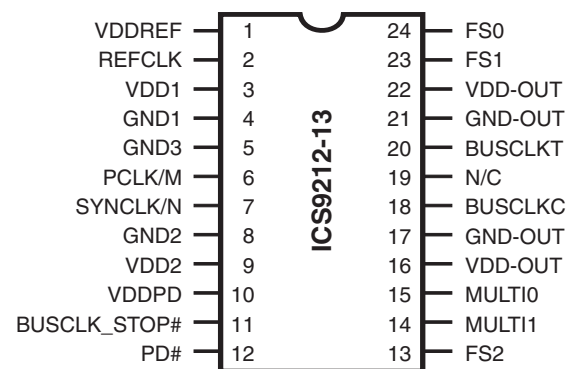 VDDREF 1 24 FS0
REFCLK 2 23 FS1
VDD1 3 22 VDD-OUT
GND1 4 21 GND-OUT
GND3 5 20 BUSCLKT
PCLK/M 6 19 N/C
SYNCLK/N 7 18 BUSCLKC
GND2 8 17 GND-OUT
VDD2 9 16 VDD-OUT
VDDPD 10 15 MULTI0
BUSCLK_STOP# 11 14 MULTI1
PD# 12 13 FS2
ICS9212-13